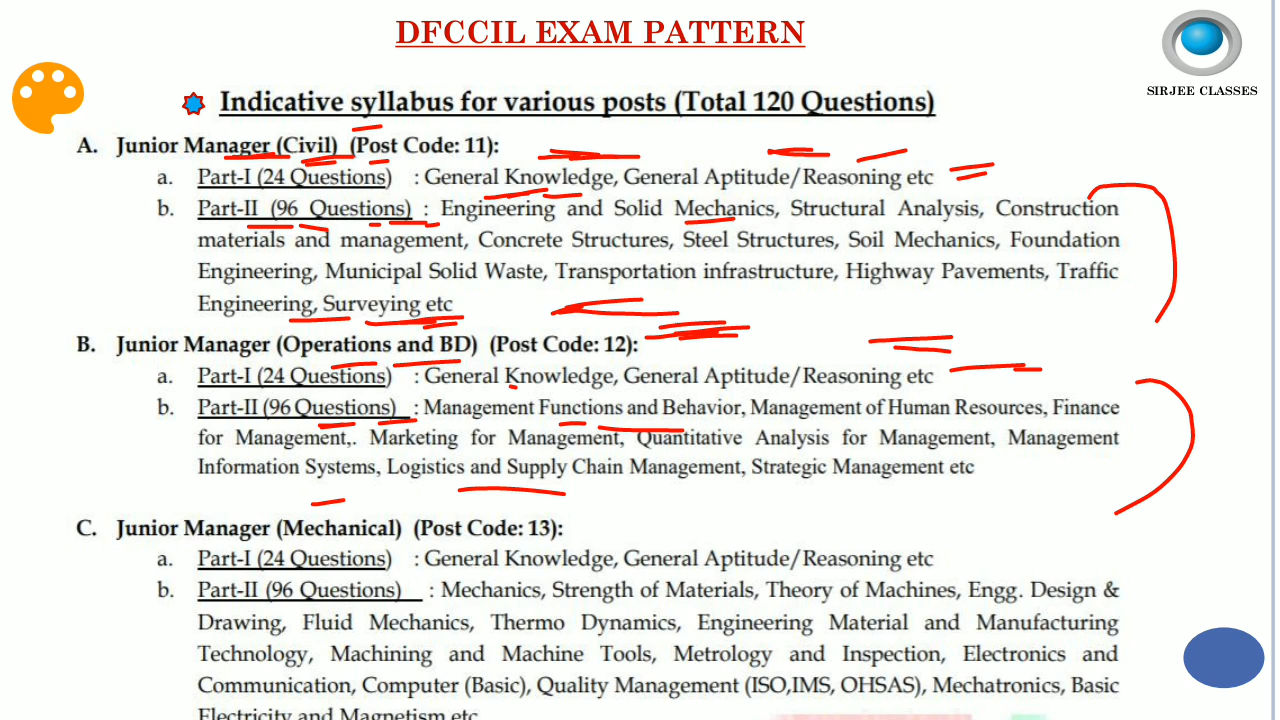 DFCCIL EXAM PATTERN
SIRJEE CLASSES
Indicative syllabus for various posts (Total 120 Questions)
A. Junior Manager (Civil) (Post Code: 11):
a. Part-I (24 Questions) : General Knowledge, General Aptitude/Reasoning etc
b. Part-II (96 Questions) : Engineering and Solid Mechanics, Structural Analysis, Construction
materials and management, Concrete Structures, Steel Structures, Soil Mechanics, Foundation
Engineering, Municipal Solid Waste, Transportation infrastructure, Highway Pavements, Traffic
Engineering, Surveying etc
B. Junior Manager (Operations and BD) (Post Code: 12):
a. Part-I (24 Questions) : General Knowledge, General Aptitude/Reasoning etc
b. Part-II (96 Questions) : Management Functions and Behavior, Management of Human Resources, Finance
for Management,. Marketing for Management, Quantitative Analysis for Management, Management
Information Systems, Logistics and Supply Chain Management, Strategic Management etc
C. Junior Manager (Mechanical) (Post Code: 13):
a. Part-I (24 Questions) : General Knowledge, General Aptitude/Reasoning etc
b. Part-II (96 Questions) : Mechanics, Strength of Materials, Theory of Machines, Engg. Design &
Drawing, Fluid Mechanics, Thermo Dynamics, Engineering Material and Manufacturing
Technology, Machining and Machine Tools, Metrology and Inspection, Electronics and
Communication, Computer (Basic), Quality Management (ISO,IMS, OHSAS), Mechatronics, Basic
Electricity and Magnetism etc